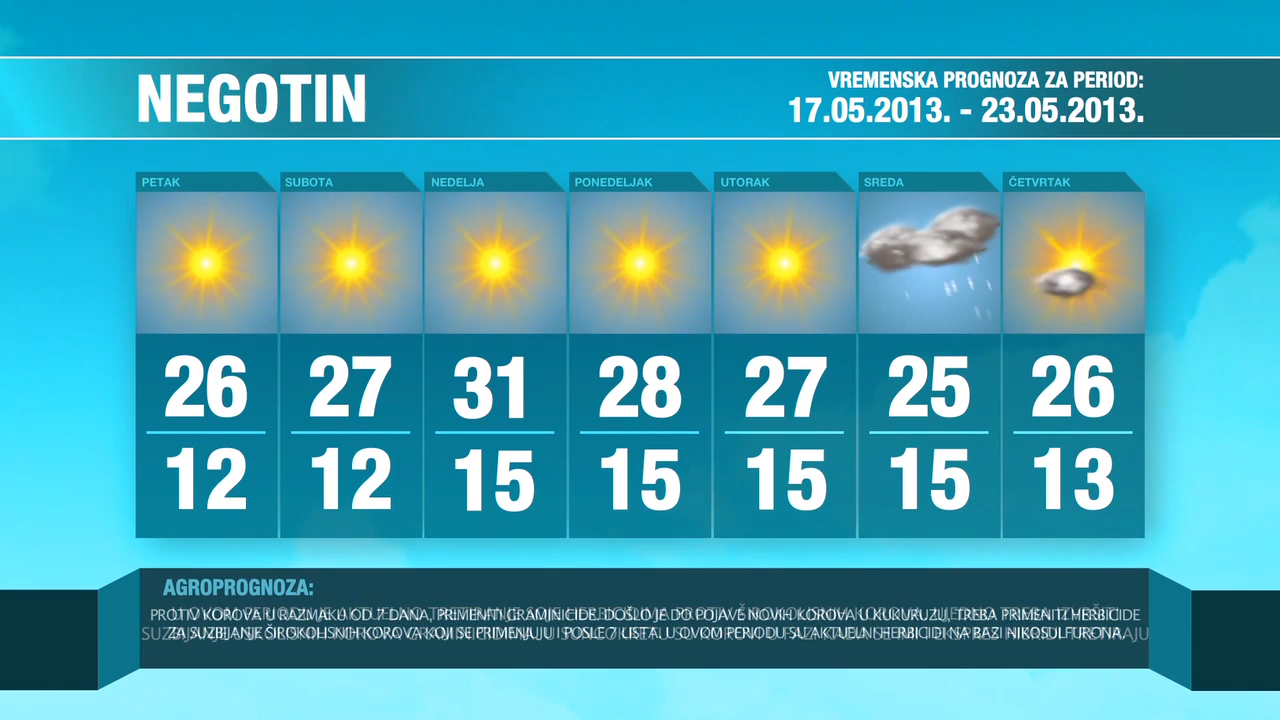 NEGOTIN
VREMENSKA PROGNOZA ZA PERIOD:
17.05.2013. - 23.05.2013.
PETAK SUBOTA NEDELJA PONEDELJAK UTORAK SREDA ČETVRTAK
26 27 31 28 27 25 26
12 12 15 15 15 15 13
AGROPROGNOZA:
PROTIV KOROVA U RAZMAKU OD 7 DANA, PRIMENITI GRAMINICIDE. DOŠLO JE DO POJAVE NOVIH KOROVA U KUKURUZU, TREBA PRIMENITI HERBICIDE
ZA SUZBIJANJE ŠIROKOLISNIH KOROVA KOJI SE PRIMENJUJU I POSLE 7 LISTA. U OVOM PERIODU SU AKTUELNI HERBICIDI NA BAZI NIKOSULFURONA.